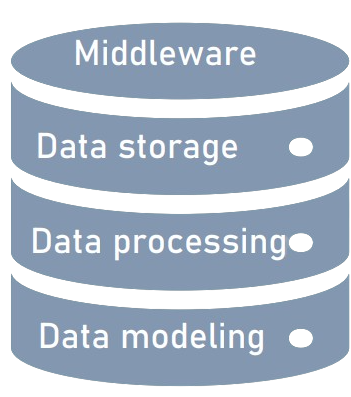 Middleware
Data storage
Data processing
Data modeling